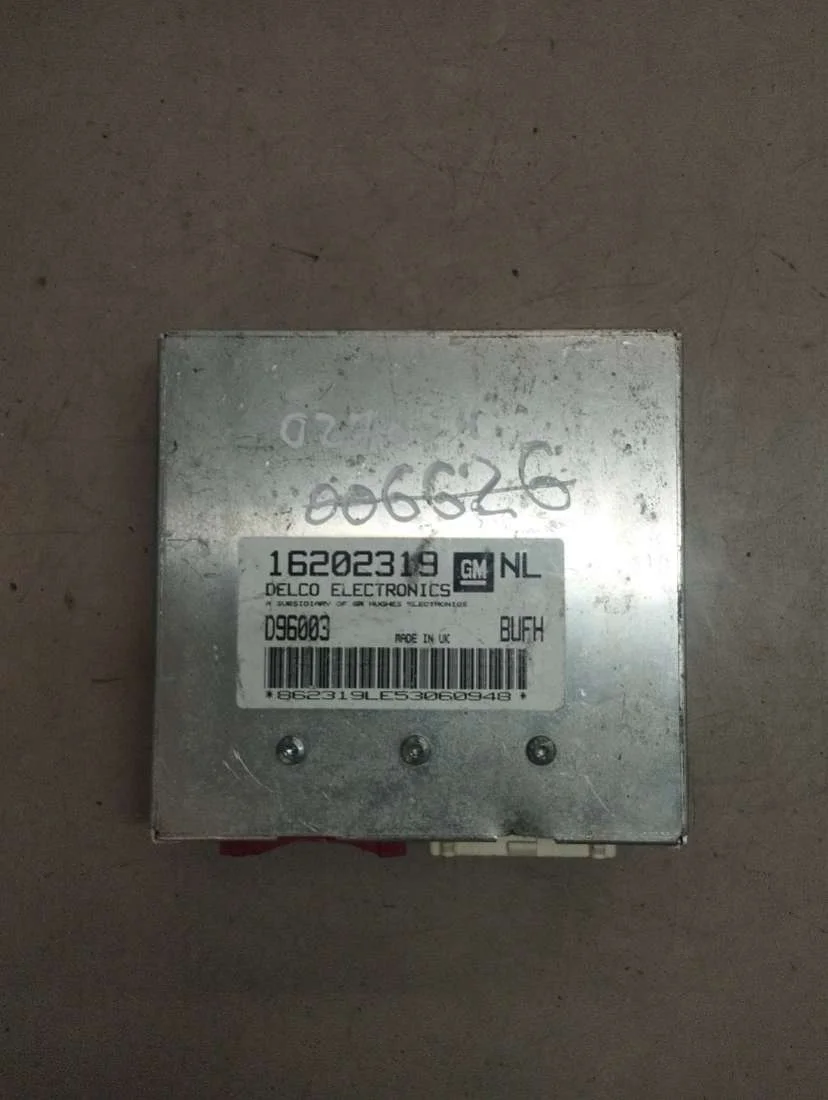 006626
16202319 GM NL
DELCO ELECTRONICS
A SUBSIDIARY OF GM HUGHES ELECTRONICS
D96003 MADE IN UK BUFH
*862319LE53060948*